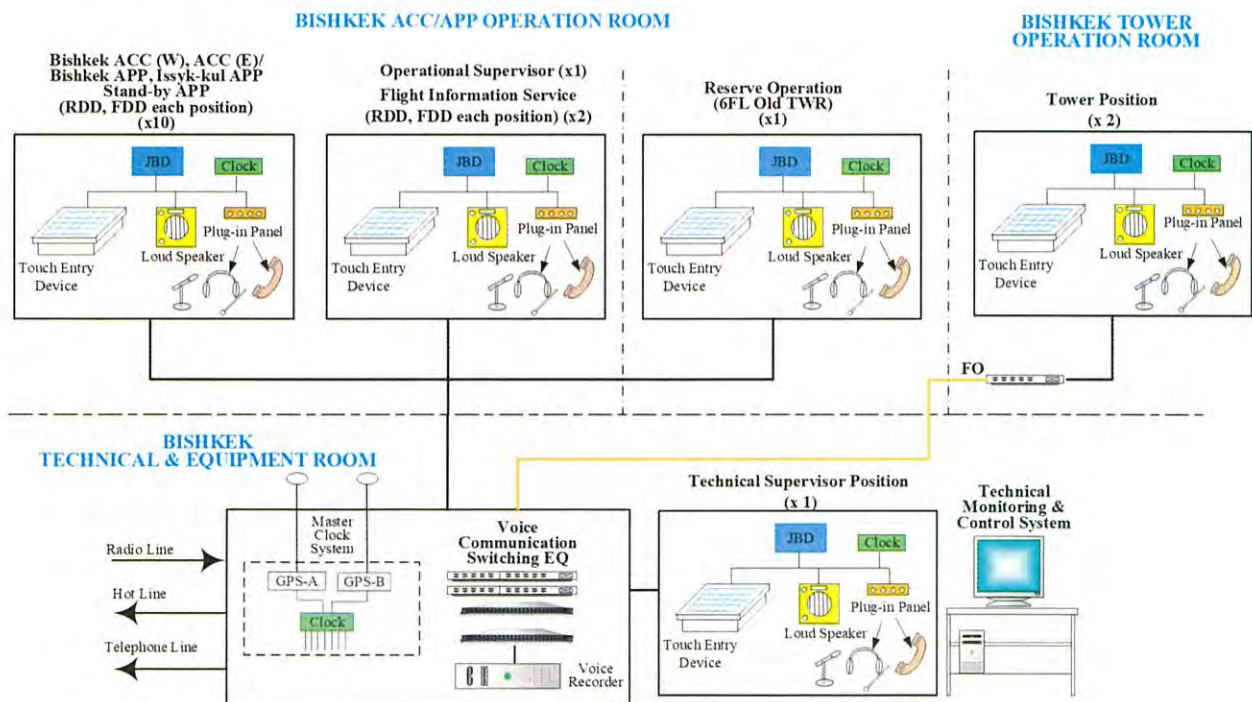 BISHKEK ACC/APP OPERATION ROOM
BISHKEK TOWER
OPERATION ROOM
Bishkek ACC (W), ACC (E)/
Bishkek APP, Issyk-kul APP
Stand-by APP
(RDD, FDD each position)
(x10)
JBD
Clock
Plug-in Panel
Loud Speaker
Touch Entry
Device
Operational Supervisor (x1)
Flight Information Service
(RDD, FDD each position) (x2)
JBD
Clock
Plug-in Panel
Loud Speaker
Touch Entry
Device
Reserve Operation
(6FL Old TWR)
(x1)
JBD
Clock
Plug-in Panel
Loud Speaker
Touch Entry
Device
Tower Position
(x 2)
JBD
Clock
Plug-in Panel
Loud Speaker
Touch Entry
Device
FO
BISHKEK
TECHNICAL & EQUIPMENT ROOM
Radio Line
Hot Line
Telephone Line
Master
Clock
System
GPS-A
GPS-B
Clock
Voice
Communication
Switching EQ
Voice
Recorder
Technical Supervisor Position
(x 1)
JBD
Clock
Plug-in Panel
Loud Speaker
Touch Entry
Device
Technical
Monitoring &
Control System